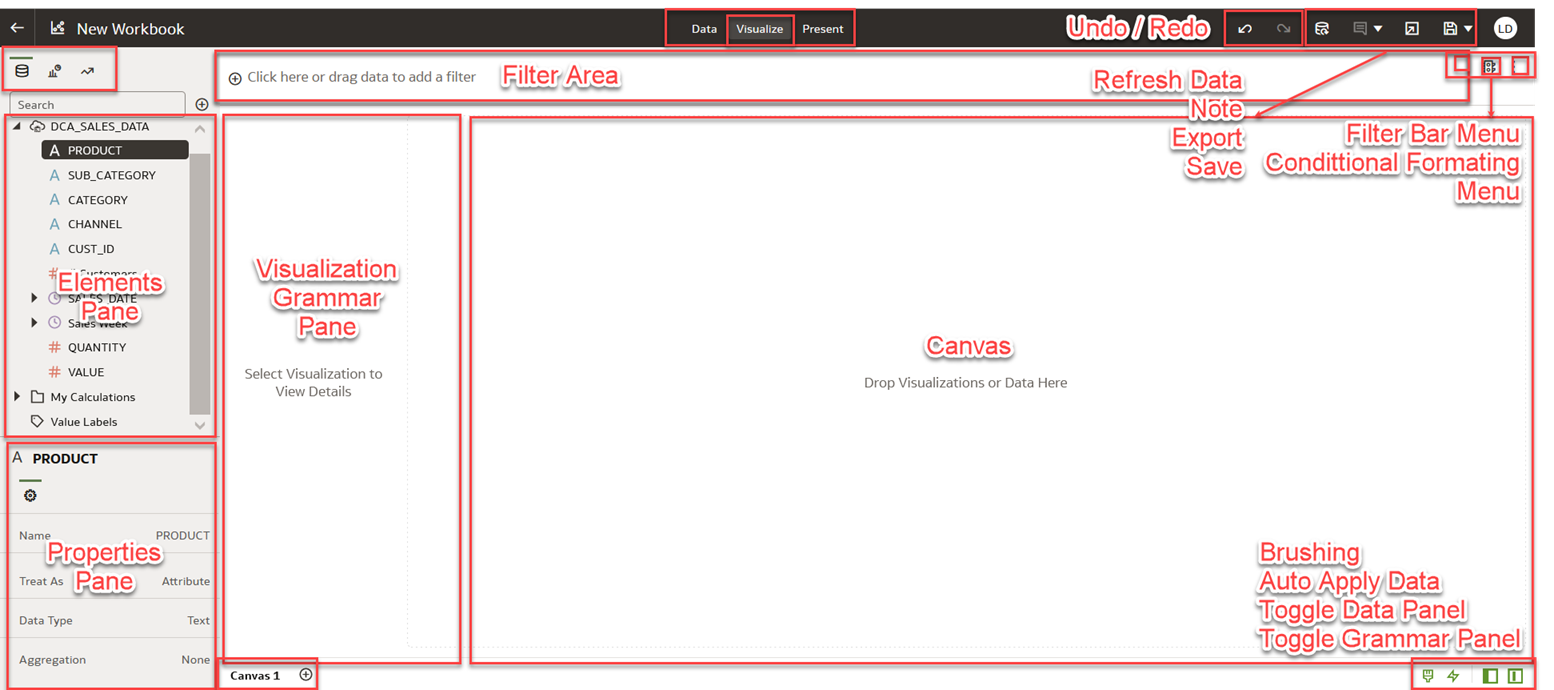 New Workbook
Data Visualize Present
Undo / Redo
LD
Click here or drag data to add a filter
Filter Area
Refresh Data
Note
Export
Save
Filter Bar Menu
Condittional Formating
Menu
Search
DCA_SALES_DATA
A PRODUCT
A SUB_CATEGORY
A CATEGORY
A CHANNEL
A CUST_ID
# Customers
Elements
Pane
SALES_DATE
Sales Week
# QUANTITY
# VALUE
My Calculations
Value Labels
Visualization
Grammar
Pane
Select Visualization to
View Details
Canvas
Drop Visualizations or Data Here
A PRODUCT
Name PRODUCT
Properties
Pane
Treat As Attribute
Data Type Text
Aggregation None
Brushing
Auto Apply Data
Toggle Data Panel
Toggle Grammar Panel
Canvas 1